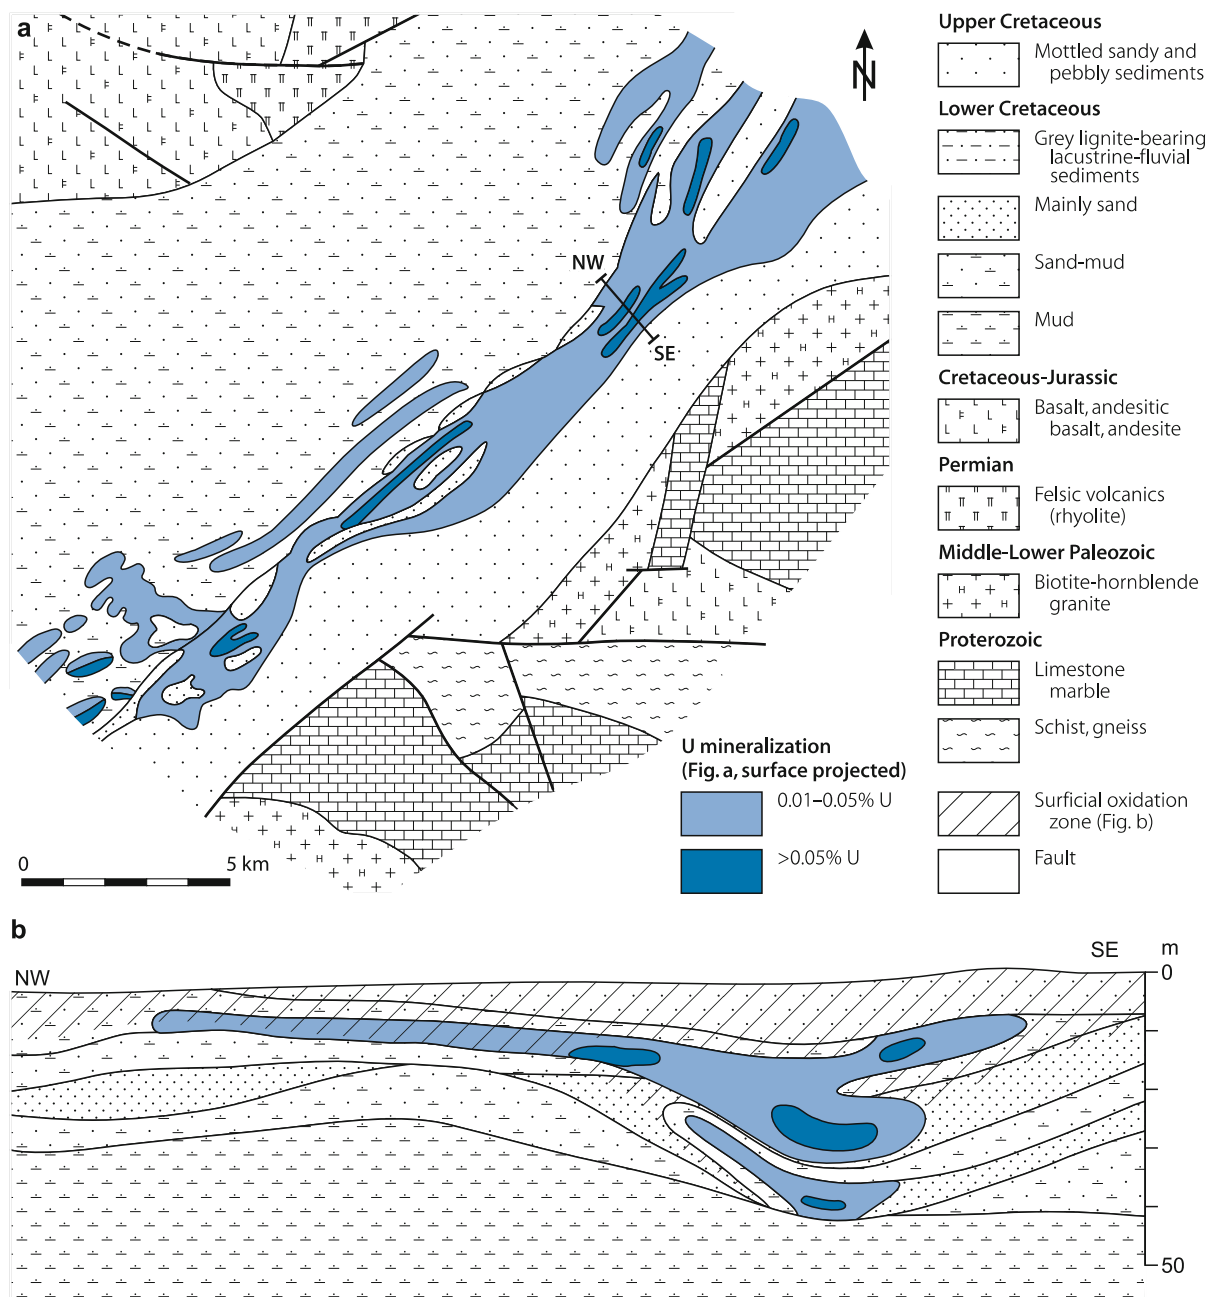 a
N
NW
SE
0
5 km
Upper Cretaceous
Mottled sandy and
pebbly sediments
Lower Cretaceous
Grey lignite-bearing
lacustrine-fluvial
sediments
Mainly sand
Sand-mud
Mud
Cretaceous-Jurassic
Basalt, andesitic
basalt, andesite
Permian
Felsic volcanics
(rhyolite)
Middle-Lower Paleozoic
Biotite-hornblende
granite
Proterozoic
Limestone
marble
Schist, gneiss
Surficial oxidation
zone (Fig. b)
Fault
U mineralization
(Fig. a, surface projected)
0.01–0.05% U
>0.05% U
b
NW
SE
m
0
50